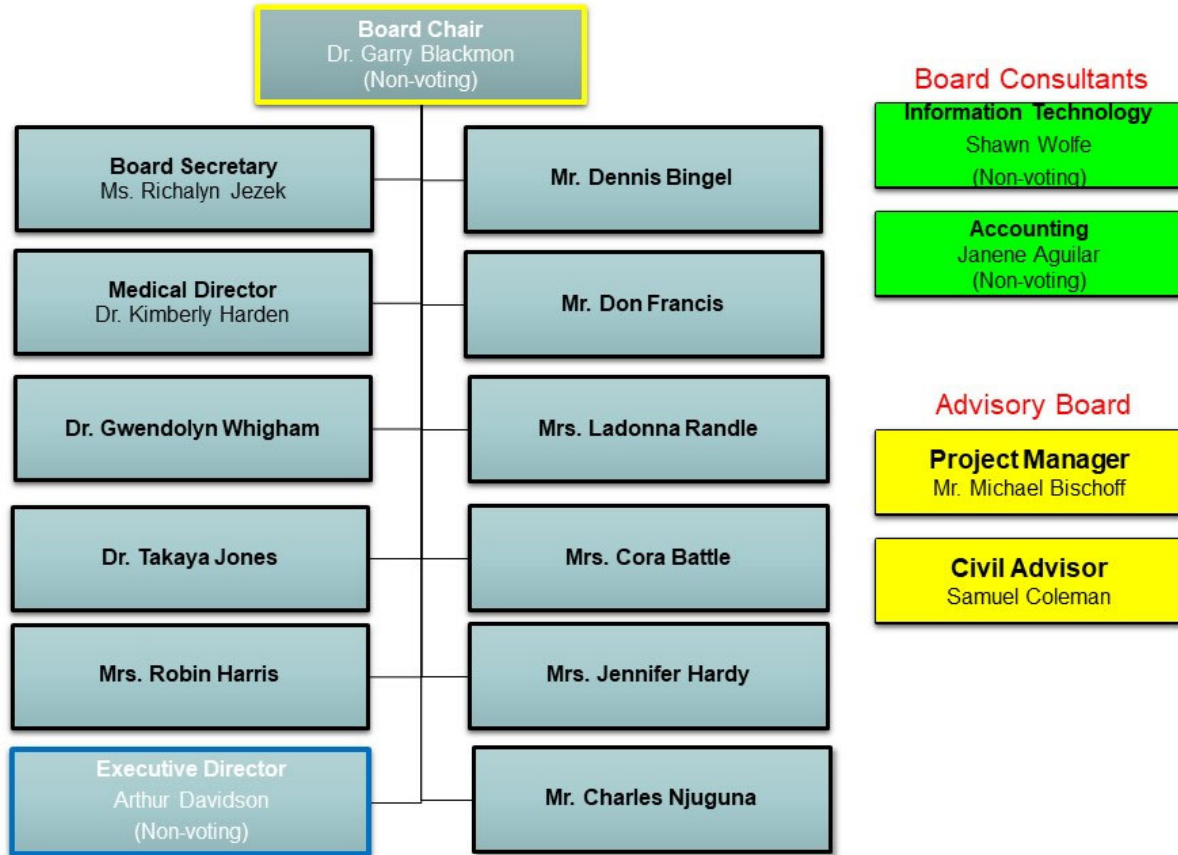 Board Chair
Dr. Garry Blackmon
(Non-voting)
Board Secretary
Ms. Richalyn Jezek
Mr. Dennis Bingel
Medical Director
Dr. Kimberly Harden
Mr. Don Francis
Dr. Gwendolyn Whigham
Mrs. Ladonna Randle
Dr. Takaya Jones
Mrs. Cora Battle
Mrs. Robin Harris
Mrs. Jennifer Hardy
Executive Director
Arthur Davidson
(Non-voting)
Mr. Charles Njuguna
Board Consultants
Information Technology
Shawn Wolfe
(Non-voting)
Accounting
Janene Aguilar
(Non-voting)
Advisory Board
Project Manager
Mr. Michael Bischoff
Civil Advisor
Samuel Coleman